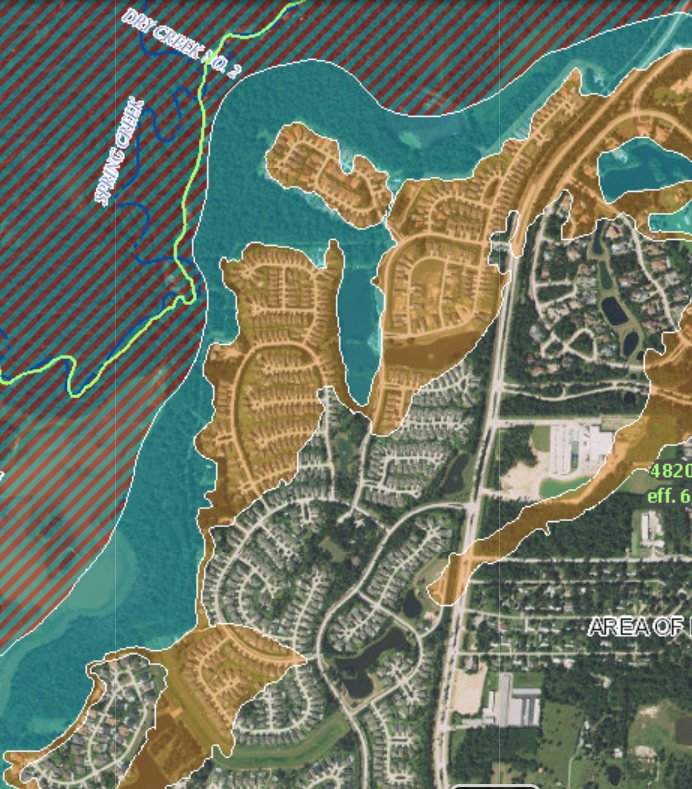 DRY CREEK NO. 2
SPRING CREEK
4820
eff. 6
AREA OF